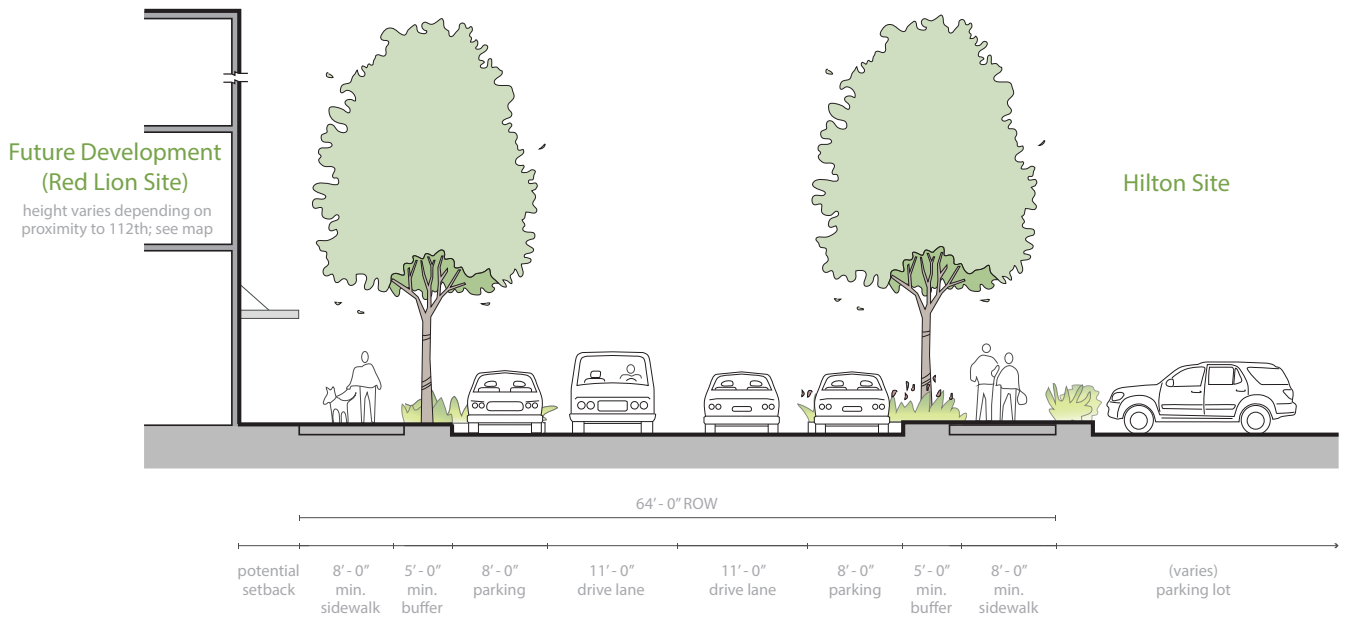 Future Development
(Red Lion Site)
height varies depending on
proximity to 112th; see map
Hilton Site
64’ - 0” ROW
potential
setback
8’ - 0”
min.
sidewalk
5’ - 0”
min.
buffer
8’ - 0”
parking
11’ - 0”
drive lane
11’ - 0”
drive lane
8’ - 0”
parking
5’ - 0”
min.
buffer
8’ - 0”
min.
sidewalk
(varies)
parking lot